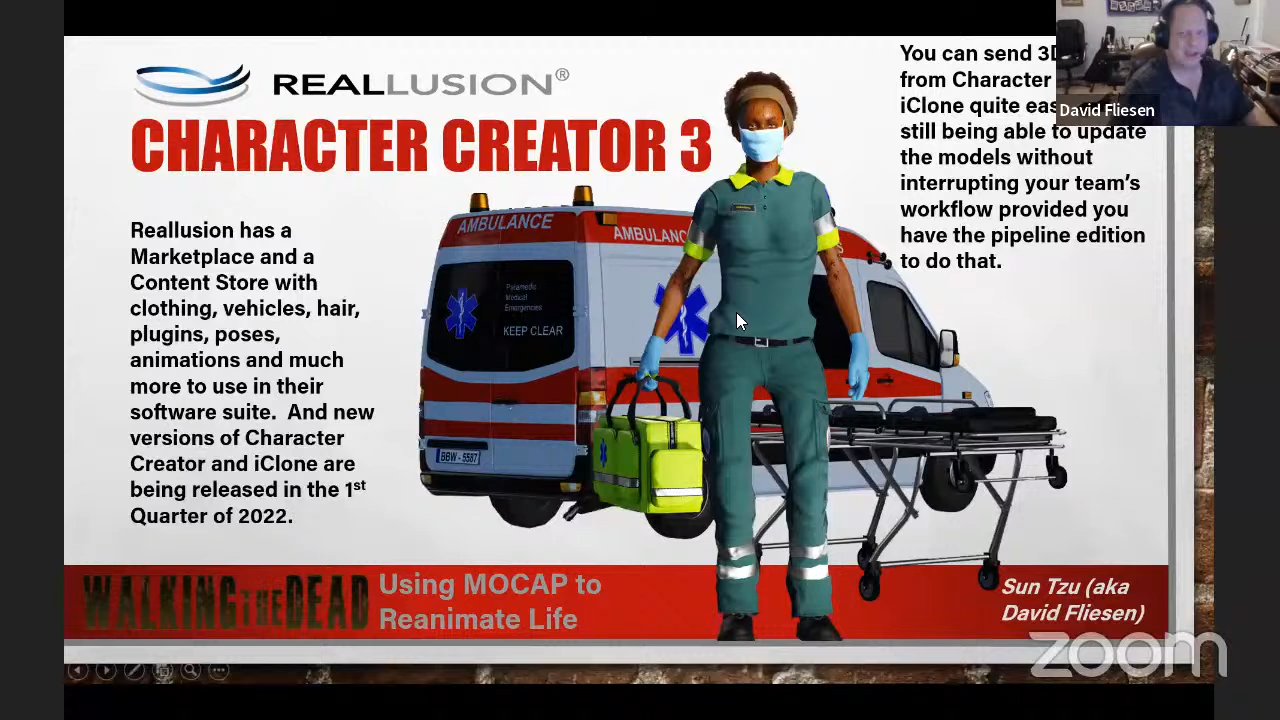 REALLUSION®
CHARACTER CREATOR 3
Reallusion has a
Marketplace and a
Content Store with
clothing, vehicles, hair,
plugins, poses,
animations and much
more to use in their
software suite. And new
versions of Character
Creator and iClone are
being released in the 1st
Quarter of 2022.
AMBULANCE
AMBULANC
Paramedic
Medical
Emergencies
KEEP CLEAR
BBW - 5587
You can send 3D
from Character
iClone quite eas
still being able to update
the models without
interrupting your team's
workflow provided you
have the pipeline edition
to do that.
David Fliesen
WALKING THE DEAD
Using MOCAP to
Reanimate Life
Sun Tzu (aka
David Fliesen)
zoom